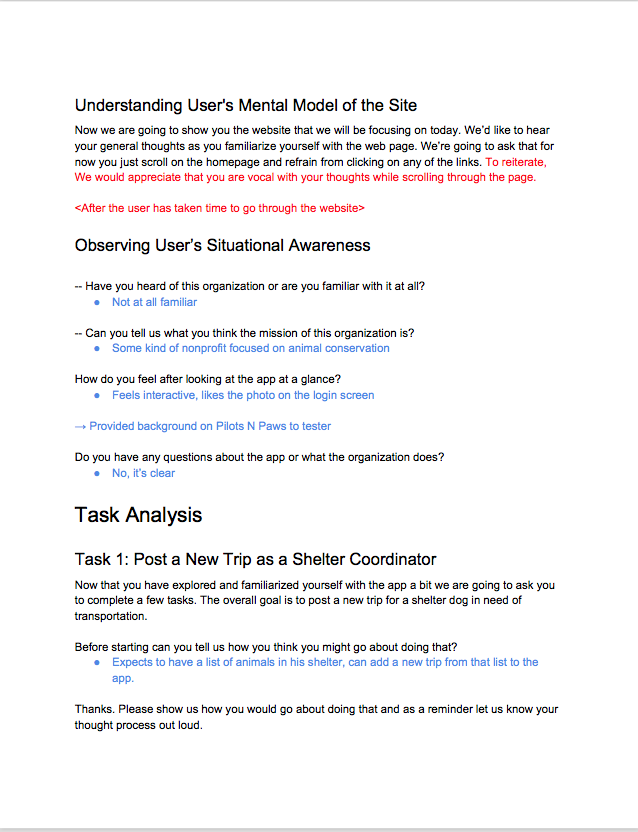 Understanding User's Mental Model of the Site
Now we are going to show you the website that we will be focusing on today. We'd like to hear
your general thoughts as you familiarize yourself with the web page. We're going to ask that for
now you just scroll on the homepage and refrain from clicking on any of the links. To reiterate,
We would appreciate that you are vocal with your thoughts while scrolling through the page.
<After the user has taken time to go through the website>
Observing User's Situational Awareness
-- Have you heard of this organization or are you familiar with it at all?
● Not at all familiar
-- Can you tell us what you think the mission of this organization is?
● Some kind of nonprofit focused on animal conservation
How do you feel after looking at the app at a glance?
● Feels interactive, likes the photo on the login screen
→ Provided background on Pilots N Paws to tester
Do you have any questions about the app or what the organization does?
● No, it's clear
Task Analysis
Task 1: Post a New Trip as a Shelter Coordinator
Now that you have explored and familiarized yourself with the app a bit we are going to ask you
to complete a few tasks. The overall goal is to post a new trip for a shelter dog in need of
transportation.
Before starting can you tell us how you think you might go about doing that?
● Expects to have a list of animals in his shelter, can add a new trip from that list to the
app.
Thanks. Please show us how you would go about doing that and as a reminder let us know your
thought process out loud.